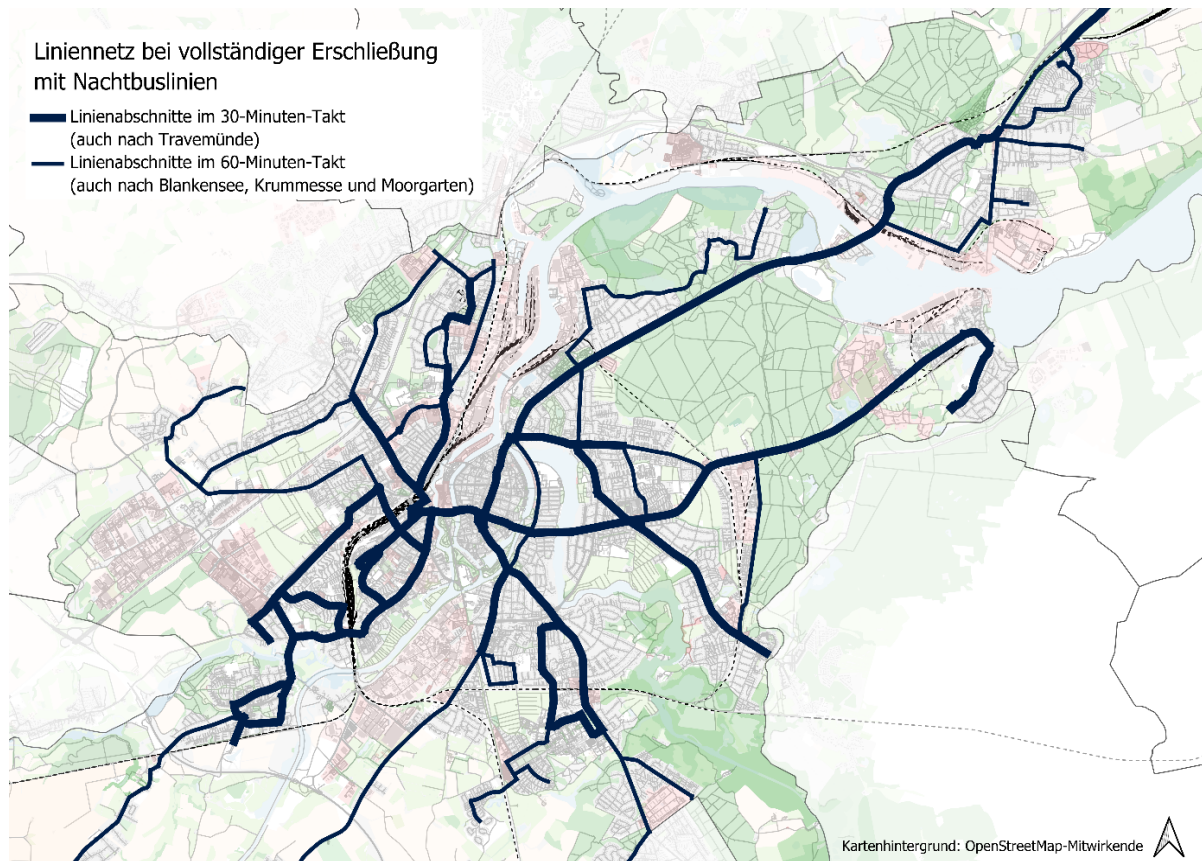 Liniennetz bei vollständiger Erschließung
mit Nachtbuslinien
Linienabschnitte im 30-Minuten-Takt
(auch nach Travemünde)
Linienabschnitte im 60-Minuten-Takt
(auch nach Blankensee, Krummesse und Moorgarten)
Kartenhintergrund: OpenStreetMap-Mitwirkende